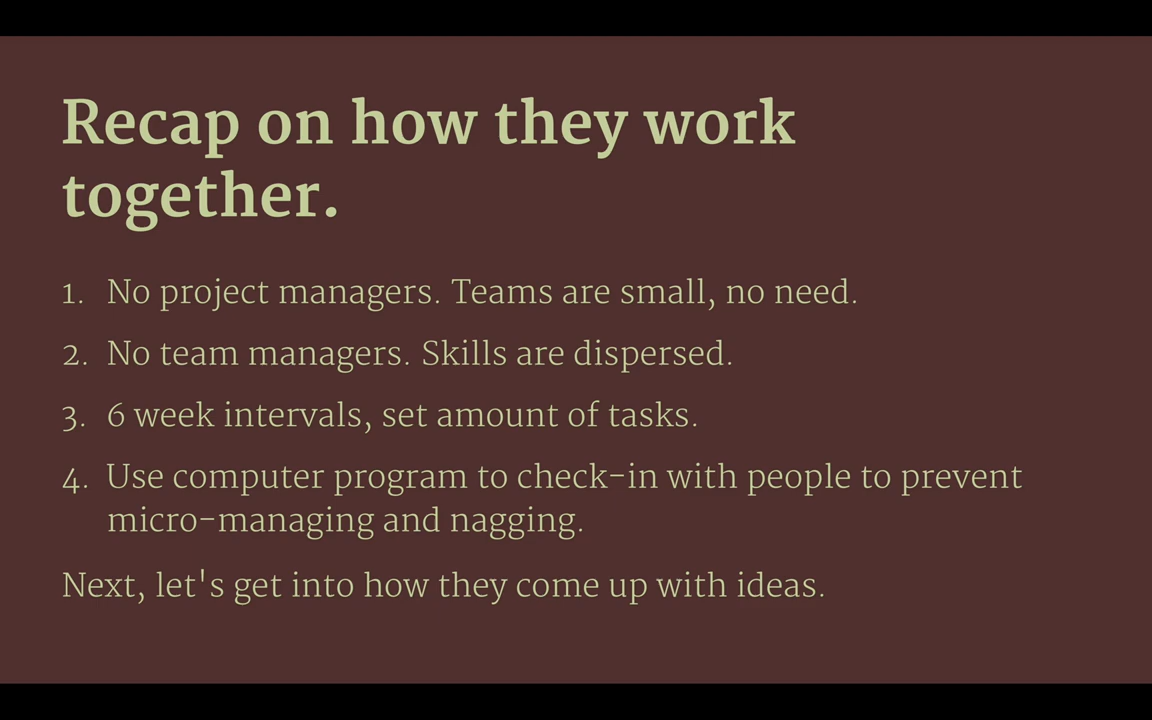 Recap on how they work
together.
1. No project managers. Teams are small, no need.
2. No team managers. Skills are dispersed.
3. 6 week intervals, set amount of tasks.
4. Use computer program to check-in with people to prevent
micro-managing and nagging.
Next, let's get into how they come up with ideas.